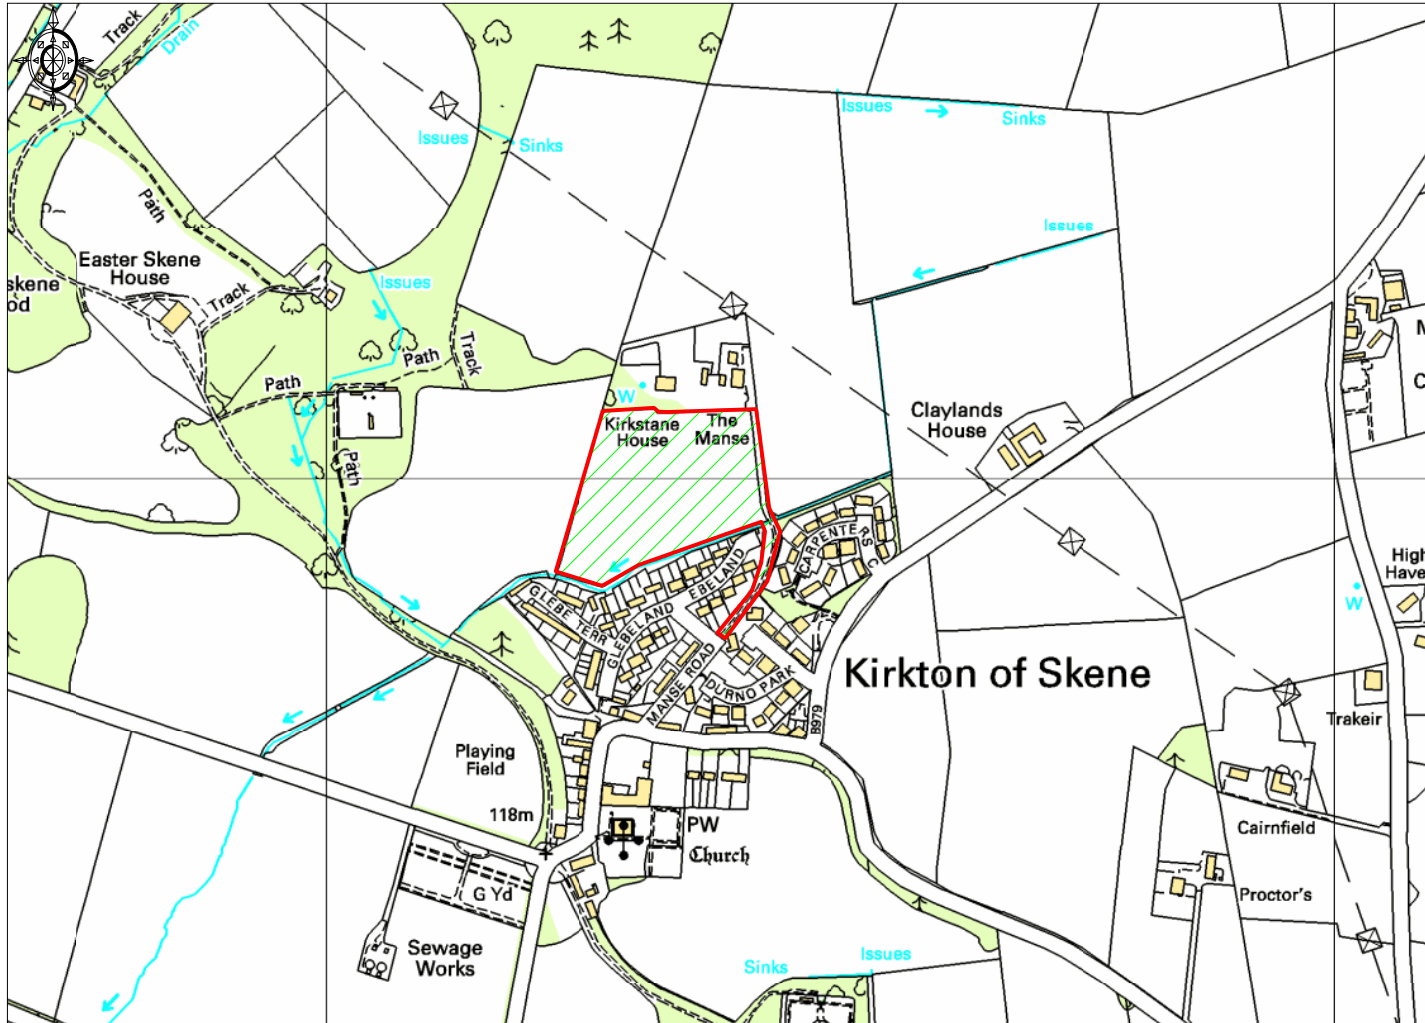 Track
Drain
Issues
Sinks
Issues
Sinks
Path
Issues
Easter Skene
House
skene
od
Track
Issues
Track
Path
Path
Path
W
Kirkstane
House
The
Manse
Claylands
House
M
C
CARPENTERS
High
Have
W
GLEBE TERR
GLEBELAND
EBELAND
MANSE ROAD
DURNO PARK
B979
Kirkton of Skene
Trakeir
Playing
Field
118m
PW
Church
Cairnfield
G Yd
Proctor's
Sewage
Works
Sinks
Issues